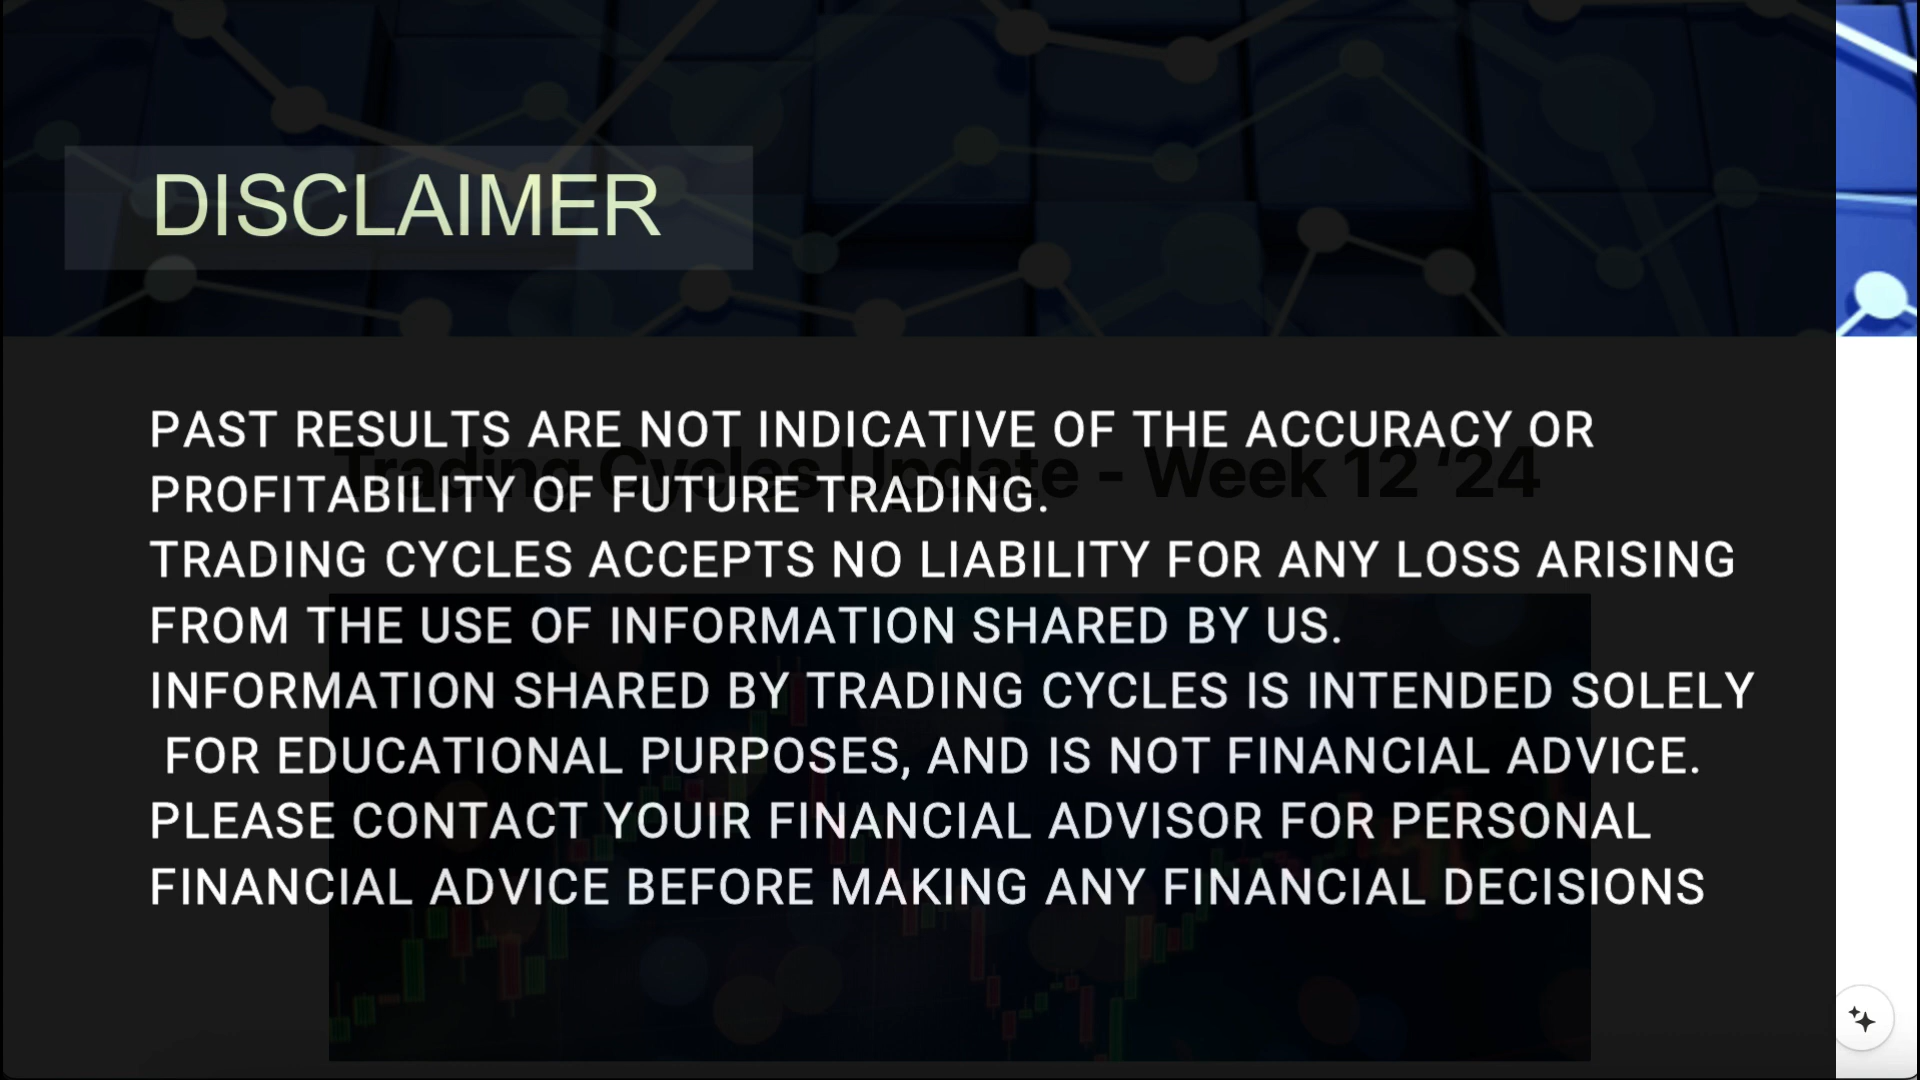 DISCLAIMER
PAST RESULTS ARE NOT INDICATIVE OF THE ACCURACY OR
Trading Cycles Update - Week 12 ‘24
PROFITABILITY OF FUTURE TRADING.
TRADING CYCLES ACCEPTS NO LIABILITY FOR ANY LOSS ARISING
FROM THE USE OF INFORMATION SHARED BY US.
INFORMATION SHARED BY TRADING CYCLES IS INTENDED SOLELY
FOR EDUCATIONAL PURPOSES, AND IS NOT FINANCIAL ADVICE.
PLEASE CONTACT YOUIR FINANCIAL ADVISOR FOR PERSONAL
FINANCIAL ADVICE BEFORE MAKING ANY FINANCIAL DECISIONS